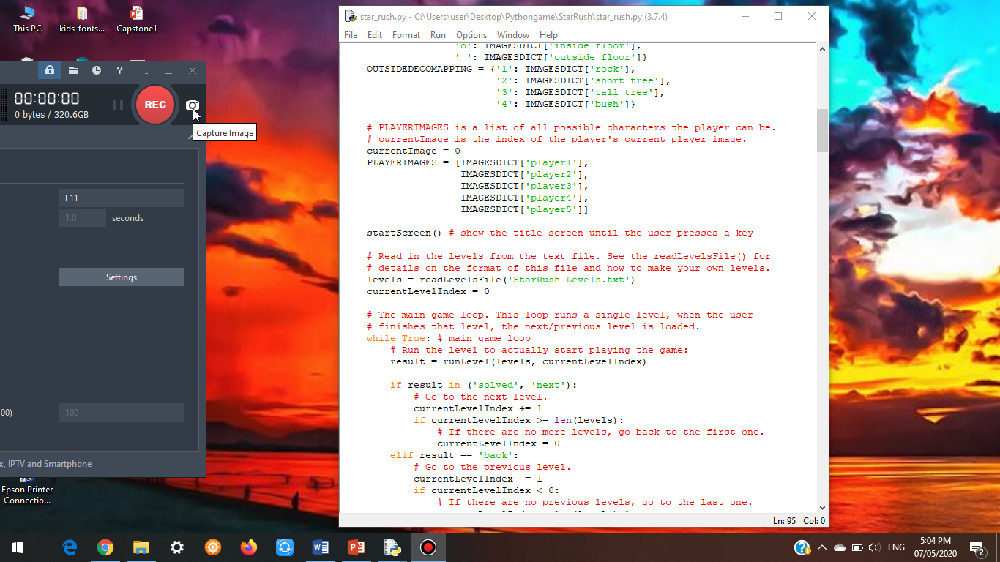 This PC
kids-fonts...
Capstone1
00:00:00
REC
0 bytes / 320.6GB
Capture Image
F11
1.0
seconds
Settings
00)
100
x, IPTV and Smartphone
Epson Printer
Connectio...
star_rush.py - C:\Users\user\Desktop\Pythongame\StarRush\star_rush.py (3.7.4)
File Edit Format Run Options Window Help
'o': IMAGESDICT['inside floor'],
' ': IMAGESDICT['outside floor']}
OUTSIDEDECOMAPPING = {'1': IMAGESDICT['rock'],
'2': IMAGESDICT['short tree'],
'3': IMAGESDICT['tall tree'],
'4': IMAGESDICT['bush']}
# PLAYERIMAGES is a list of all possible characters the player can be.
# currentImage is the index of the player's current player image.
currentImage = 0
PLAYERIMAGES = [IMAGESDICT['player1'],
IMAGESDICT['player2'],
IMAGESDICT['player3'],
IMAGESDICT['player4'],
IMAGESDICT['player5']]
startScreen() # show the title screen until the user presses a key
# Read in the levels from the text file. See the readLevelsFile() for
# details on the format of this file and how to make your own levels.
levels = readLevelsFile('StarRush_Levels.txt')
currentLevelIndex = 0
# The main game loop. This loop runs a single level, when the user
# finishes that level, the next/previous level is loaded.
while True: # main game loop
# Run the level to actually start playing the game:
result = runLevel(levels, currentLevelIndex)
if result in ('solved', 'next'):
# Go to the next level.
currentLevelIndex += 1
if currentLevelIndex >= len(levels):
# If there are no more levels, go back to the first one.
currentLevelIndex = 0
elif result == 'back':
# Go to the previous level.
currentLevelIndex -= 1
if currentLevelIndex < 0:
# If there are no previous levels, go to the last one.
Ln: 95 Col: 0
ENG
5:04 PM
07/05/2020
2